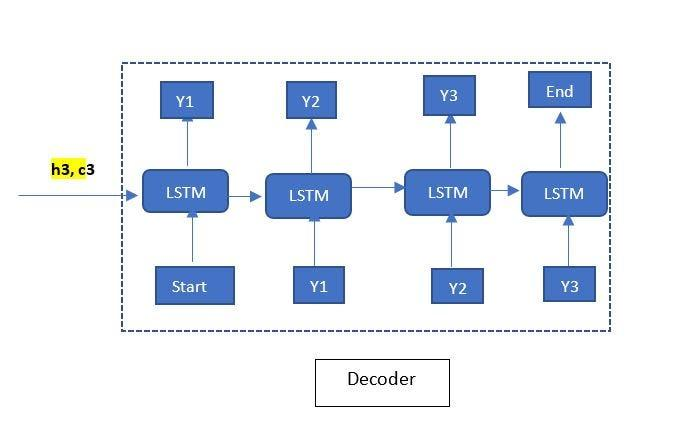 Y1 Y2 Y3 End
h3, c3
LSTM LSTM LSTM LSTM
Start Y1 Y2 Y3
Decoder